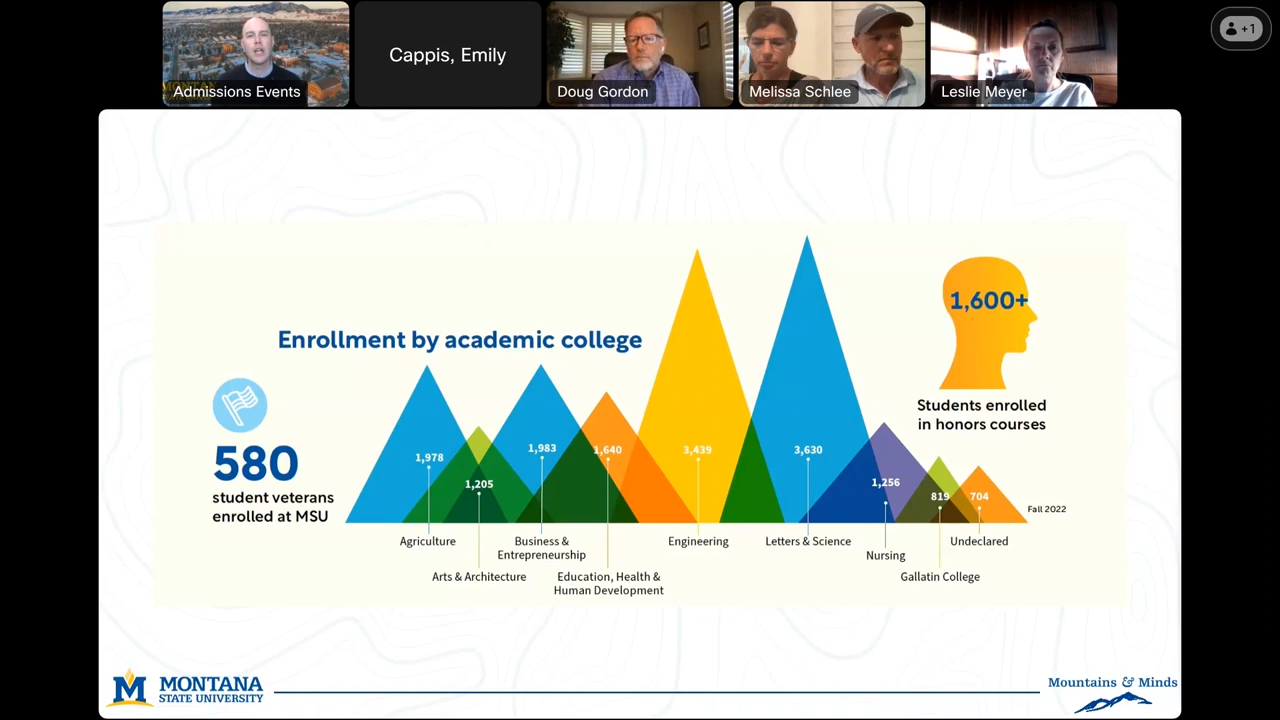 Admissions Events
Cappis, Emily
Doug Gordon
Melissa Schlee
Leslie Meyer
+1
Enrollment by academic college
580
student veterans
enrolled at MSU
1,600+
Students enrolled
in honors courses
1,978
1,205
1,983
1,640
3,439
3,630
1,256
819
704
Fall 2022
Agriculture
Arts & Architecture
Business &
Entrepreneurship
Education, Health &
Human Development
Engineering
Letters & Science
Nursing
Gallatin College
Undeclared
M MONTANA
STATE UNIVERSITY
Mountains & Minds